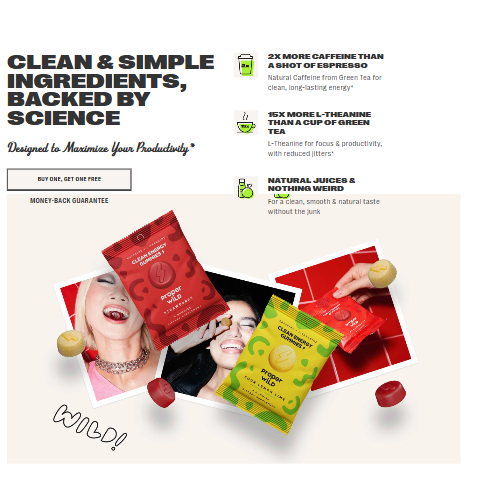 CLEAN & SIMPLE
INGREDIENTS,
BACKED BY
SCIENCE
Designed to Maximize Your Productivity*
BUY ONE, GET ONE FREE
MONEY-BACK GUARANTEE
2X MORE CAFFEINE THAN
A SHOT OF ESPRESSO
Natural Caffeine from Green Tea for
clean, long-lasting energy*
15X MORE L-THEANINE
THAN A CUP OF GREEN
TEA
L-Theanine for focus & productivity,
with reduced jitters*
NATURAL JUICES &
NOTHING WEIRD
For a clean, smooth & natural taste
without the junk
CLEAN ENERGY
GUMMIES
proper
wiLD
STRAWBERRY
CLEAN ENERGY
GUMMIES
proper
wiLD
LEMON LIME
WILD!